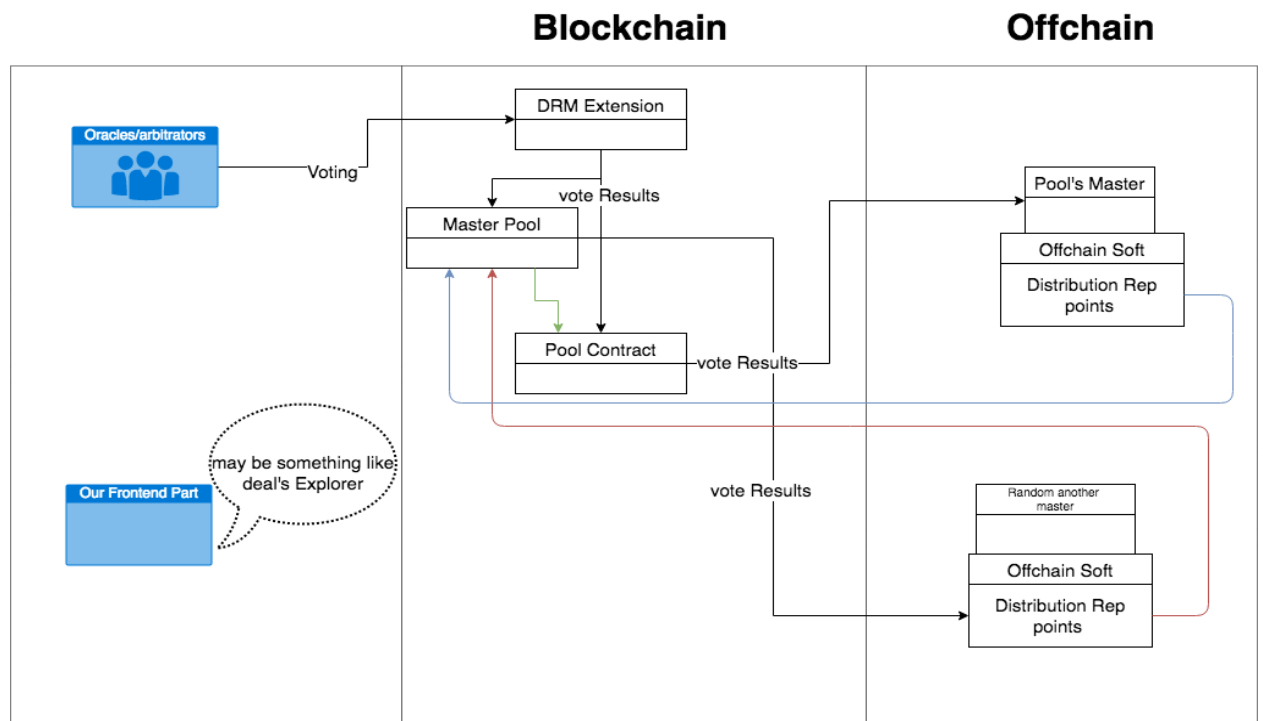 Blockchain
Offchain
DRM Extension
Oracles/arbitrators
Voting
vote Results
Pool's Master
Master Pool
Offchain Soft
Distribution Rep
points
Pool Contract
vote Results
may be something like
deal's Explorer
Our Frontend Part
vote Results
Random another
master
Offchain Soft
Distribution Rep
points